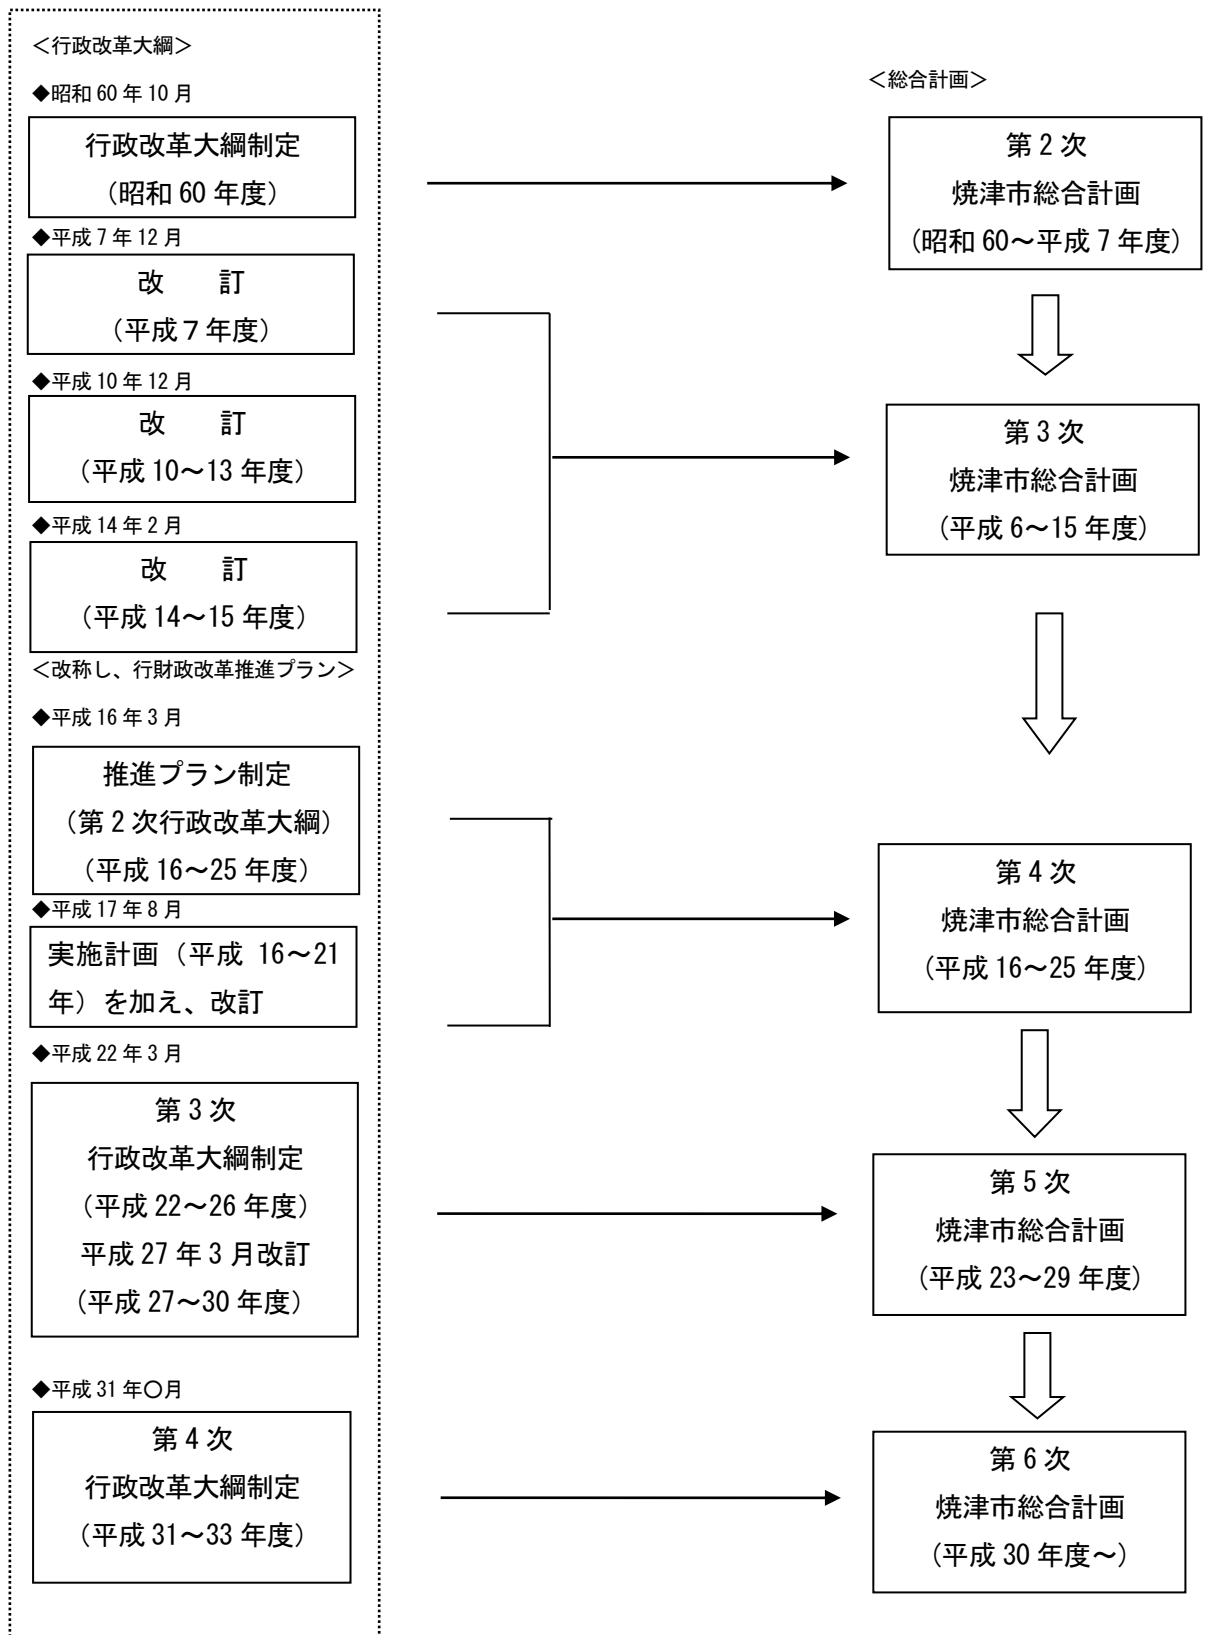 ＜行政改革大綱＞
◆昭和 60 年 10 月
行政改革大綱制定
（昭和 60 年度）
◆平成 7 年 12 月
改　　訂
（平成７年度）
◆平成 10 年 12 月
改　　訂
（平成 10～13 年度）
◆平成 14 年 2 月
改　　訂
（平成 14～15 年度）
＜改称し、行財政改革推進プラン＞
◆平成 16 年 3 月
推進プラン制定
（第 2 次行政改革大綱）
（平成 16～25 年度）
◆平成 17 年 8 月
実施計画（平成 16～21
年）を加え、改訂
◆平成 22 年 3 月
第 3 次
行政改革大綱制定
（平成 22～26 年度）
平成 27 年 3 月改訂
（平成 27～30 年度）
◆平成 31 年〇月
第 4 次
行政改革大綱制定
（平成 31～33 年度）
＜総合計画＞
第 2 次
焼津市総合計画
（昭和 60～平成 7 年度）
第 3 次
焼津市総合計画
（平成 6～15 年度）
第 4 次
焼津市総合計画
（平成 16～25 年度）
第 5 次
焼津市総合計画
（平成 23～29 年度）
第 6 次
焼津市総合計画
（平成 30 年度～）